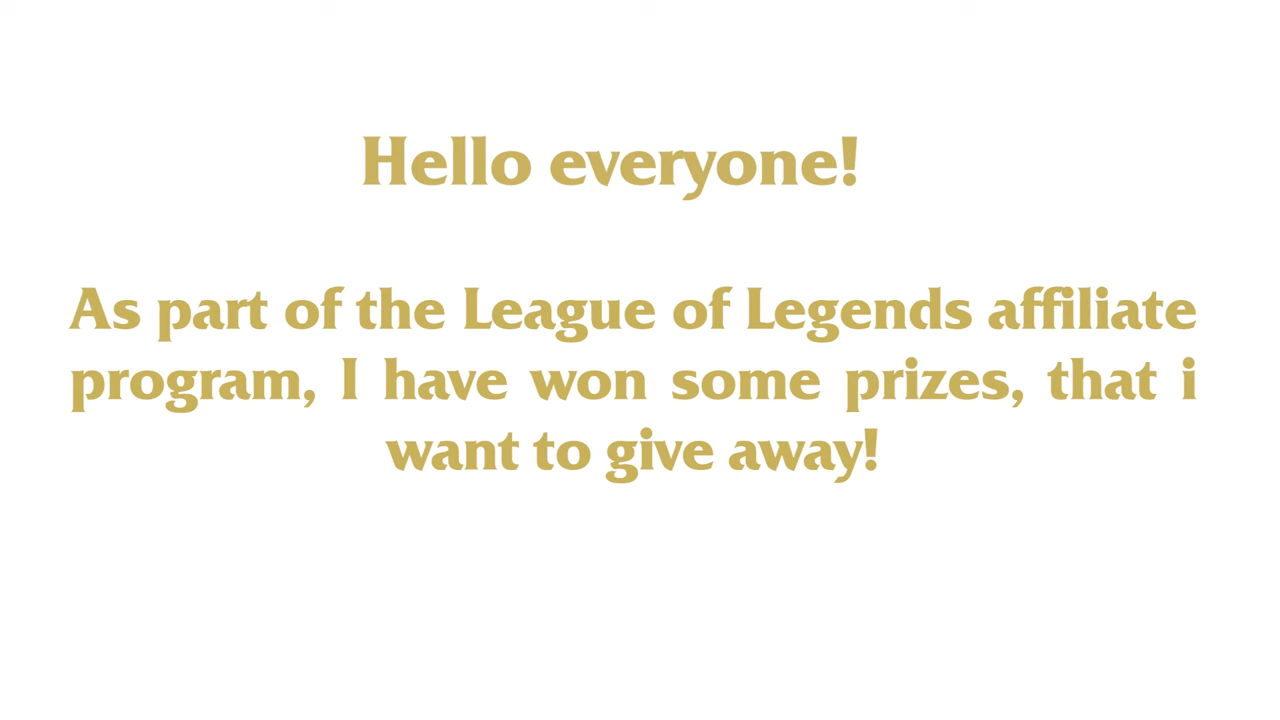 Hello everyone!
As part of the League of Legends affiliate
program, I have won some prizes, that i
want to give away!